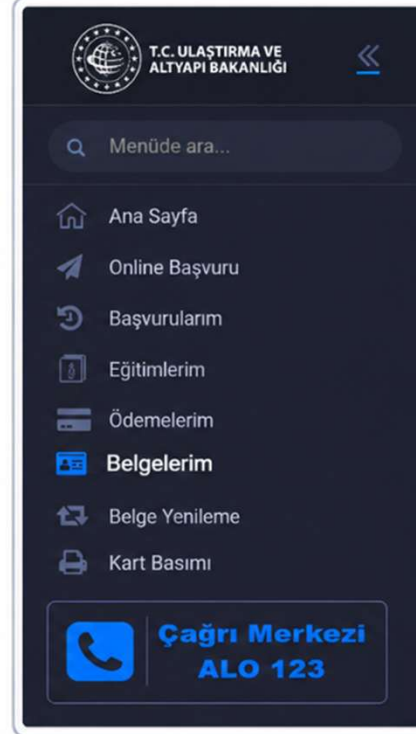 T.C. ULAŞTIRMA VE
ALTYAPI BAKANLIĞI
Menüde ara...
Ana Sayfa
Online Başvuru
Başvurularım
Eğitimlerim
Ödemelerim
Belgelerim
Belge Yenileme
Kart Basımı
Çağrı Merkezi
ALO 123